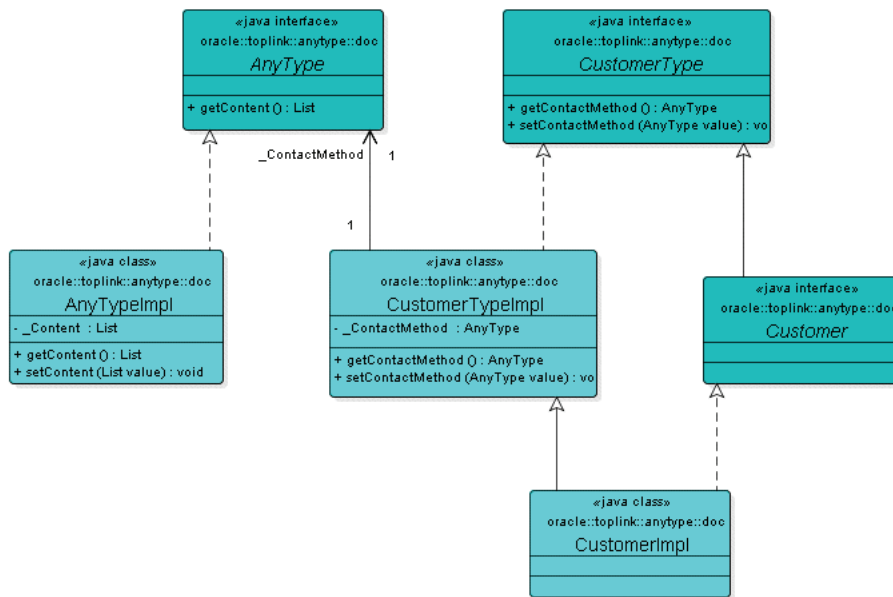 «java interface»
oracle::toplink::anytype::doc
AnyType
+ getContent () : List
«java interface»
oracle::toplink::anytype::doc
CustomerType
+ getContactMethod () : AnyType
+ setContactMethod (AnyType value) : vo
_ContactMethod
1
1
«java class»
oracle::toplink::anytype::doc
AnyTypeImpl
- _Content : List
+ getContent () : List
+ setContent (List value) : void
«java class»
oracle::toplink::anytype::doc
CustomerTypeImpl
- _ContactMethod : AnyType
+ getContactMethod () : AnyType
+ setContactMethod (AnyType value) : vo
«java interface»
oracle::toplink::anytype::doc
Customer
«java class»
oracle::toplink::anytype::doc
CustomerImpl